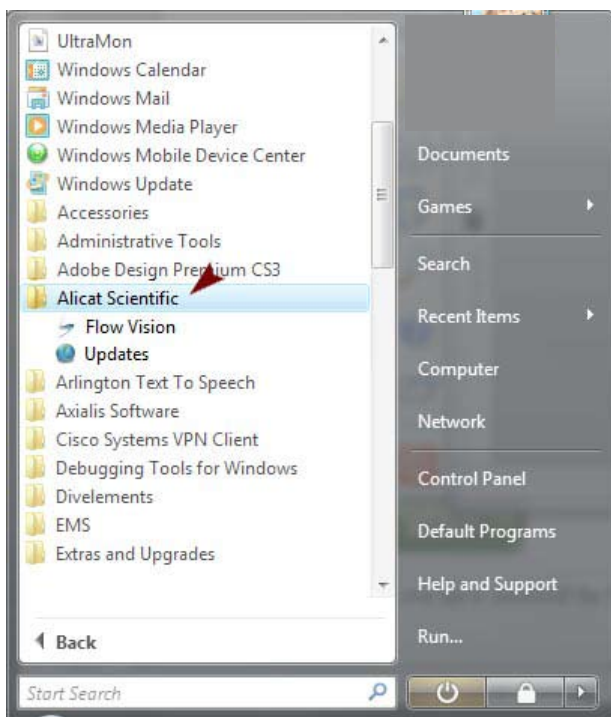 UltraMon
Windows Calendar
Windows Mail
Windows Media Player
Windows Mobile Device Center
Windows Update
Accessories
Administrative Tools
Adobe Design Premium CS3
Alicat Scientific
Flow Vision
Updates
Arlington Text To Speech
Axialis Software
Cisco Systems VPN Client
Debugging Tools for Windows
Divelements
EMS
Extras and Upgrades
Back
Start Search
Documents
Games
Search
Recent Items
Computer
Network
Control Panel
Default Programs
Help and Support
Run...